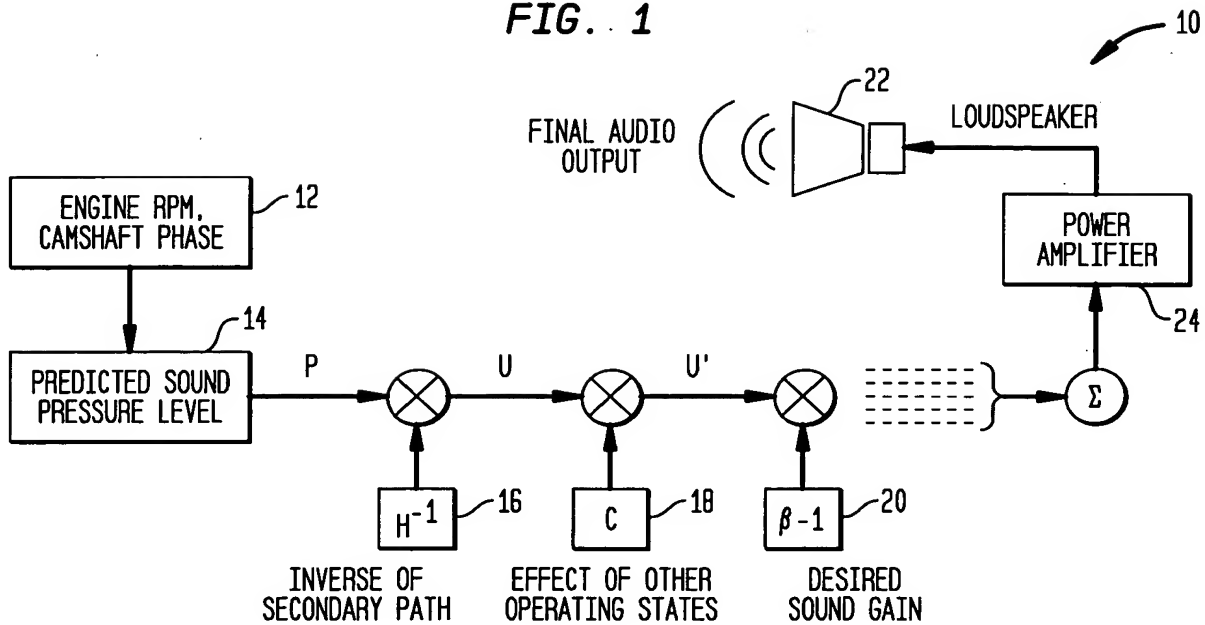 FIG. 1
10
22
LOUDSPEAKER
FINAL AUDIO
OUTPUT
ENGINE RPM,
CAMSHAFT PHASE
12
POWER
AMPLIFIER
24
14
PREDICTED SOUND
PRESSURE LEVEL
P
U
U'
Σ
H⁻¹
16
C
18
β-1
20
INVERSE OF
SECONDARY PATH
EFFECT OF OTHER
OPERATING STATES
DESIRED
SOUND GAIN